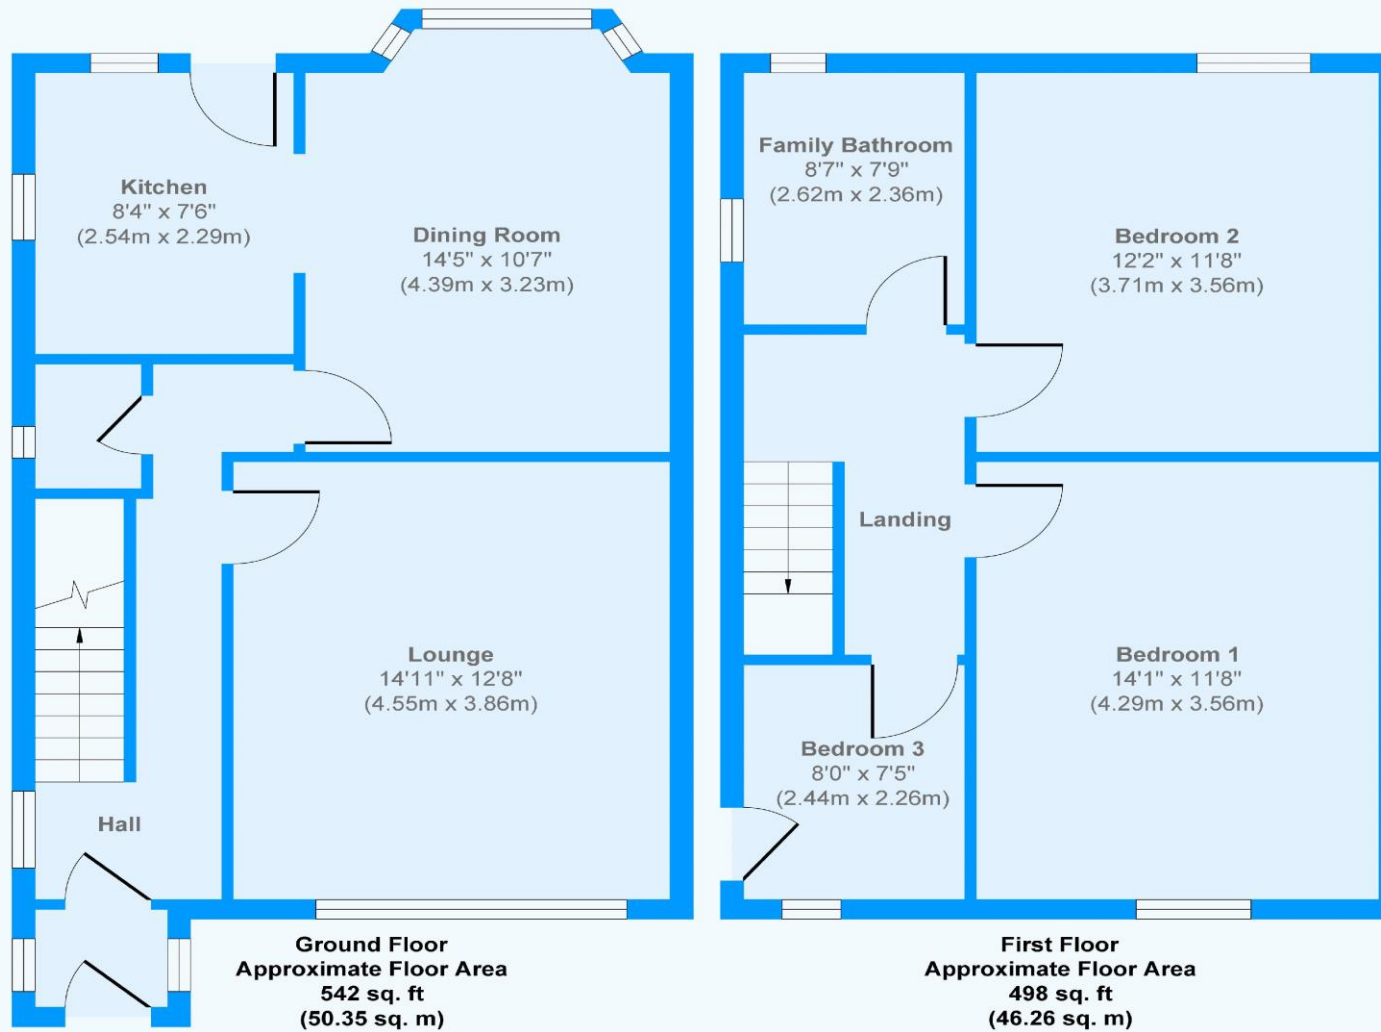 Kitchen
8'4" x 7'6"
(2.54m x 2.29m)
Dining Room
14'5" x 10'7"
(4.39m x 3.23m)
Lounge
14'11" x 12'8"
(4.55m x 3.86m)
Hall
Ground Floor
Approximate Floor Area
542 sq. ft
(50.35 sq. m)
Family Bathroom
8'7" x 7'9"
(2.62m x 2.36m)
Bedroom 2
12'2" x 11'8"
(3.71m x 3.56m)
Landing
Bedroom 1
14'1" x 11'8"
(4.29m x 3.56m)
Bedroom 3
8'0" x 7'5"
(2.44m x 2.26m)
First Floor
Approximate Floor Area
498 sq. ft
(46.26 sq. m)